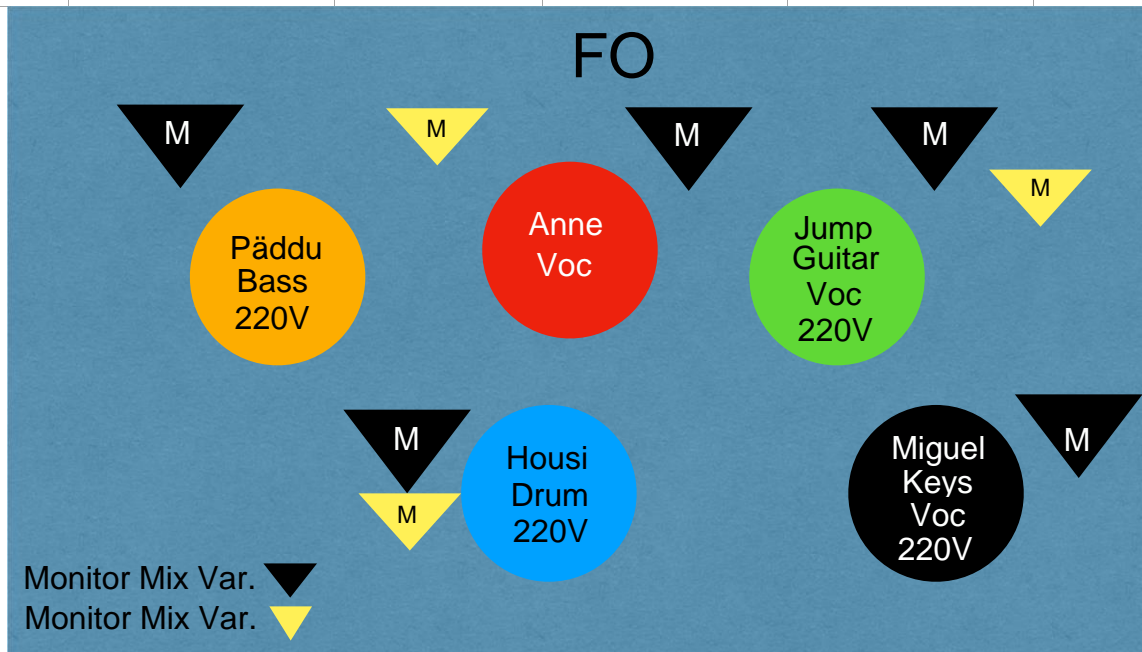 FO
M
M
M
M
M
Päddu
Bass
220V
Anne
Voc
Jump
Guitar
Voc
220V
M
M
Housi
Drum
220V
Miguel
Keys
Voc
220V
M
Monitor Mix Var.
Monitor Mix Var.